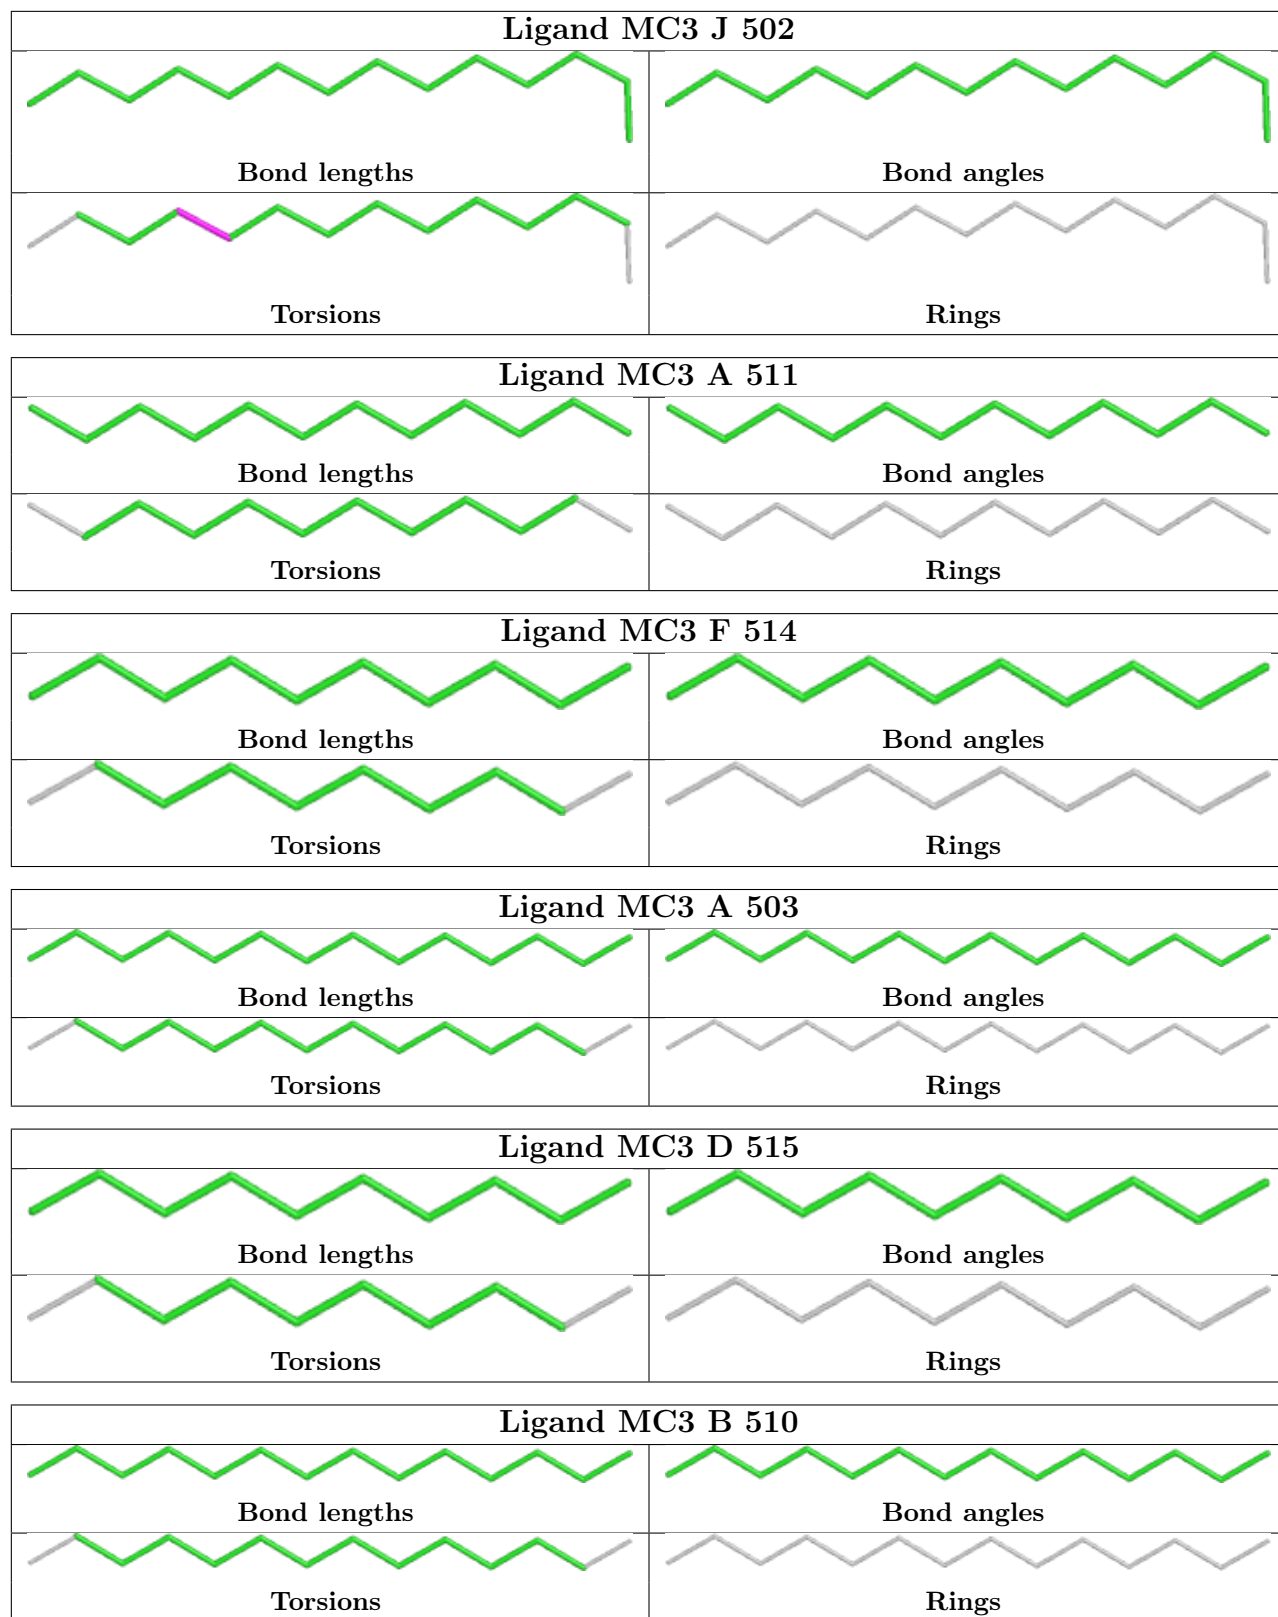 Ligand MC3 J 502
Bond lengths
Bond angles
Torsions
Rings
Ligand MC3 A 511
Bond lengths
Bond angles
Torsions
Rings
Ligand MC3 F 514
Bond lengths
Bond angles
Torsions
Rings
Ligand MC3 A 503
Bond lengths
Bond angles
Torsions
Rings
Ligand MC3 D 515
Bond lengths
Bond angles
Torsions
Rings
Ligand MC3 B 510
Bond lengths
Bond angles
Torsions
Rings